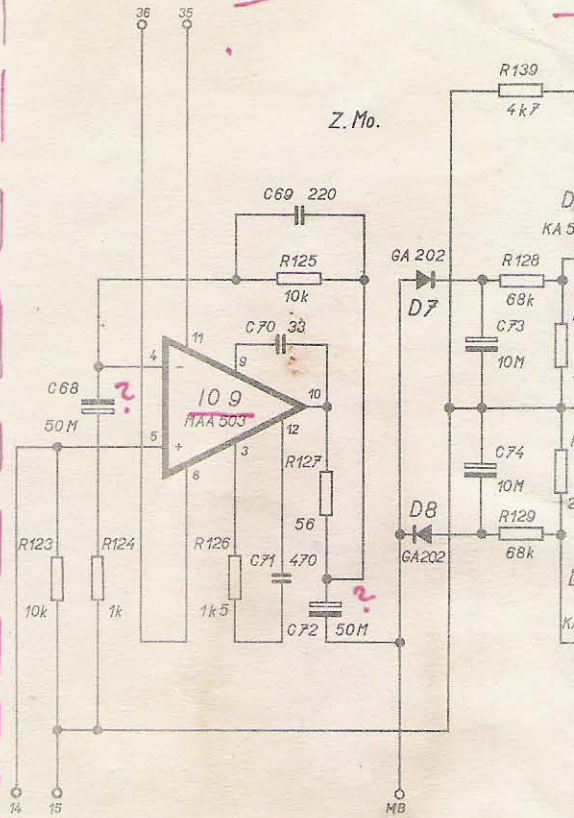 36 35
R139
4k7
Z. Mo.
C69 220
D
KA 5
R125
10k
GA 202
D7
R128
68k
C70 33
C73
10M
11
4
9
−
C68
?
50M
IO 9
MAA 503
10
12
5
+
3
6
R127
56
C74
10M
D8
GA202
R129
68k
R123
10k
R124
1k
R126
1k5
C71 470
?
C72 50M
D
KA
14 15
MB